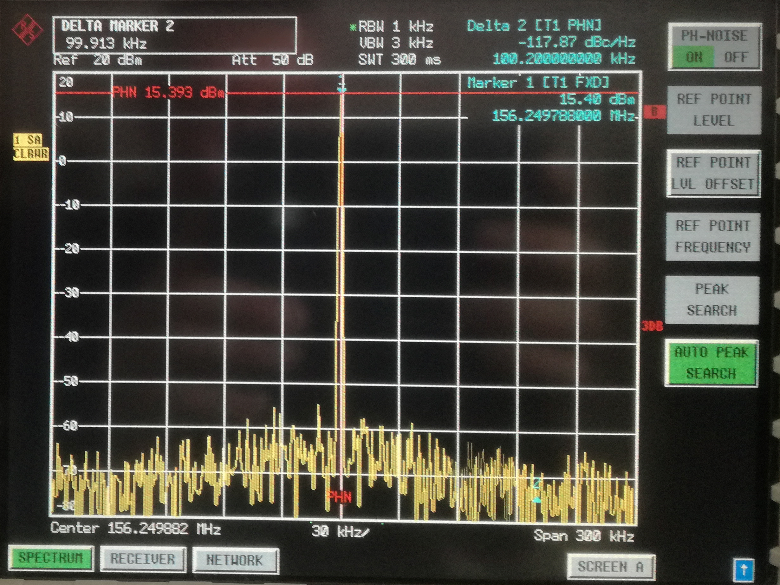 DELTA MARKER 2
99.913 kHz
*RBW 1 kHz
VBW 3 kHz
Ref 20 dBm Att 50 dB SWT 300 ms
Delta 2 [T1 PHN]
-117.87 dBc/Hz
100.200000000 kHz
Marker 1 [T1 FXD]
15.40 dBm
156.249788000 MHz
20
1
PHN 15.393 dBm
10
0
-10
-20
-30
-40
-50
-60
-70
-80
1 SA
CLRWR
B
3DB
2
PHN
Center 156.249882 MHz 30 kHz/ Span 300 kHz
SPECTRUM RECEIVER NETWORK SCREEN A
PH-NOISE
ON OFF
REF POINT
LEVEL
REF POINT
LVL OFFSET
REF POINT
FREQUENCY
PEAK
SEARCH
AUTO PEAK
SEARCH